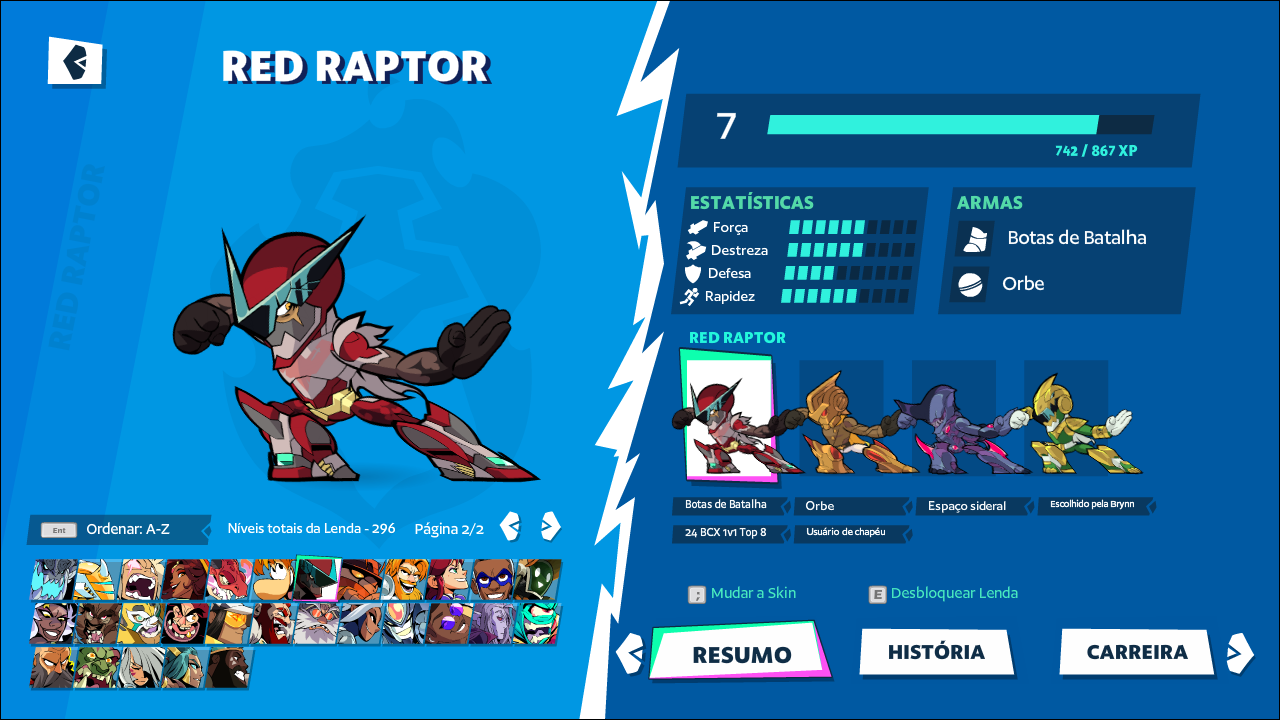 RED RAPTOR
RED RAPTOR
7
742 / 867 XP
ESTATÍSTICAS
Força
Destreza
Defesa
Rapidez
ARMAS
Botas de Batalha
Orbe
RED RAPTOR
Botas de Batalha
Orbe
Espaço sideral
Escolhido pela Brynn
24 BCX 1v1 Top 8
Usuário de chapéu
Ent
Ordenar: A-Z
Níveis totais da Lenda - 296
Página 2/2
; Mudar a Skin
E Desbloquear Lenda
RESUMO
HISTÓRIA
CARREIRA